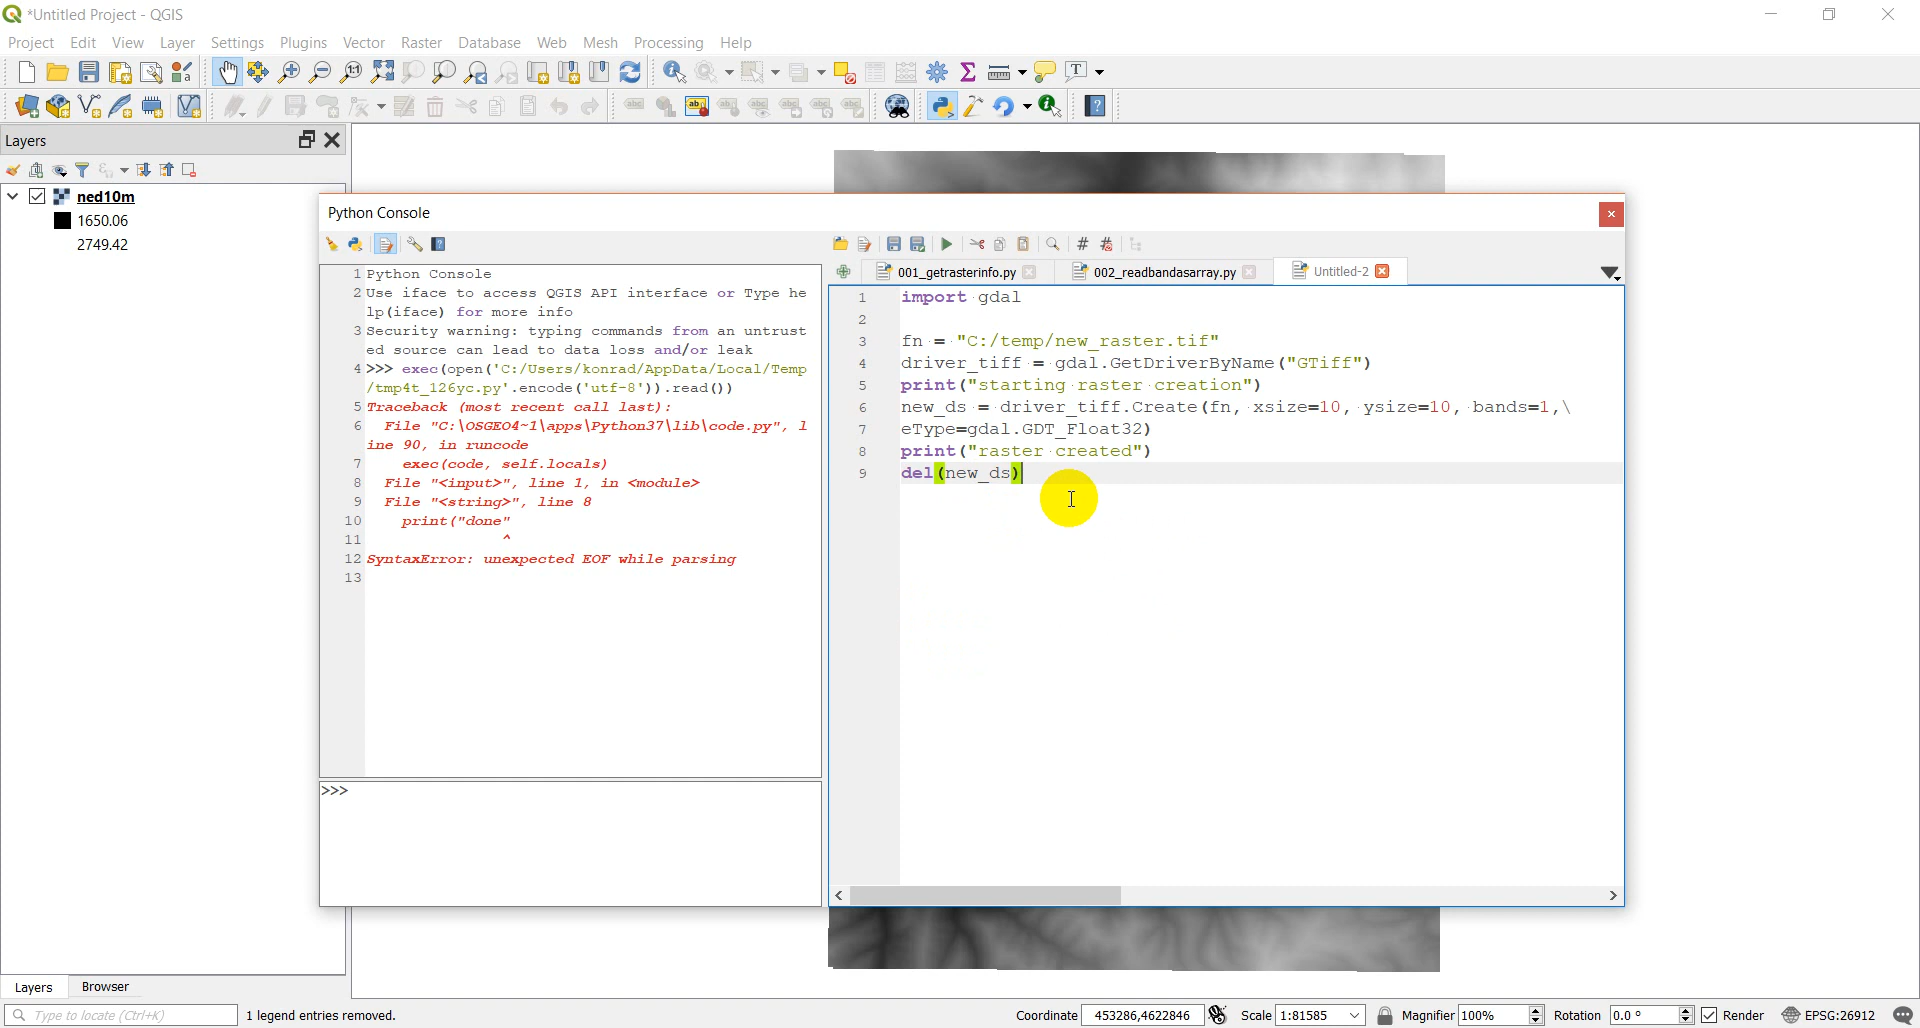 *Untitled Project - QGIS
Project Edit View Layer Settings Plugins Vector Raster Database Web Mesh Processing Help
Layers
ned10m
1650.06
2749.42
Python Console
001_getrasterinfo.py 002_readbandasarray.py Untitled-2
1 Python Console
2 Use iface to access QGIS API interface or Type he
lp(iface) for more info
3 Security warning: typing commands from an untrust
ed source can lead to data loss and/or leak
4 >>> exec(open('C:/Users/konrad/AppData/Local/Temp
/tmp4t_126yc.py'.encode('utf-8')).read())
5 Traceback (most recent call last):
6 File "C:\OSGEO4~1\apps\Python37\lib\code.py", l
ine 90, in runcode
7 exec(code, self.locals)
8 File "<input>", line 1, in <module>
9 File "<string>", line 8
10 print("done"
11 ^
12 SyntaxError: unexpected EOF while parsing
13
>>>
1 import gdal
2
3 fn = "C:/temp/new_raster.tif"
4 driver_tiff = gdal.GetDriverByName("GTiff")
5 print("starting raster creation")
6 new_ds = driver_tiff.Create(fn, xsize=10, ysize=10, bands=1,\
7 eType=gdal.GDT_Float32)
8 print("raster created")
9 del(new_ds)
Layers Browser
Type to locate (Ctrl+K) 1 legend entries removed. Coordinate 453286,4622846 Scale 1:81585 Magnifier 100% Rotation 0.0 ° Render EPSG:26912